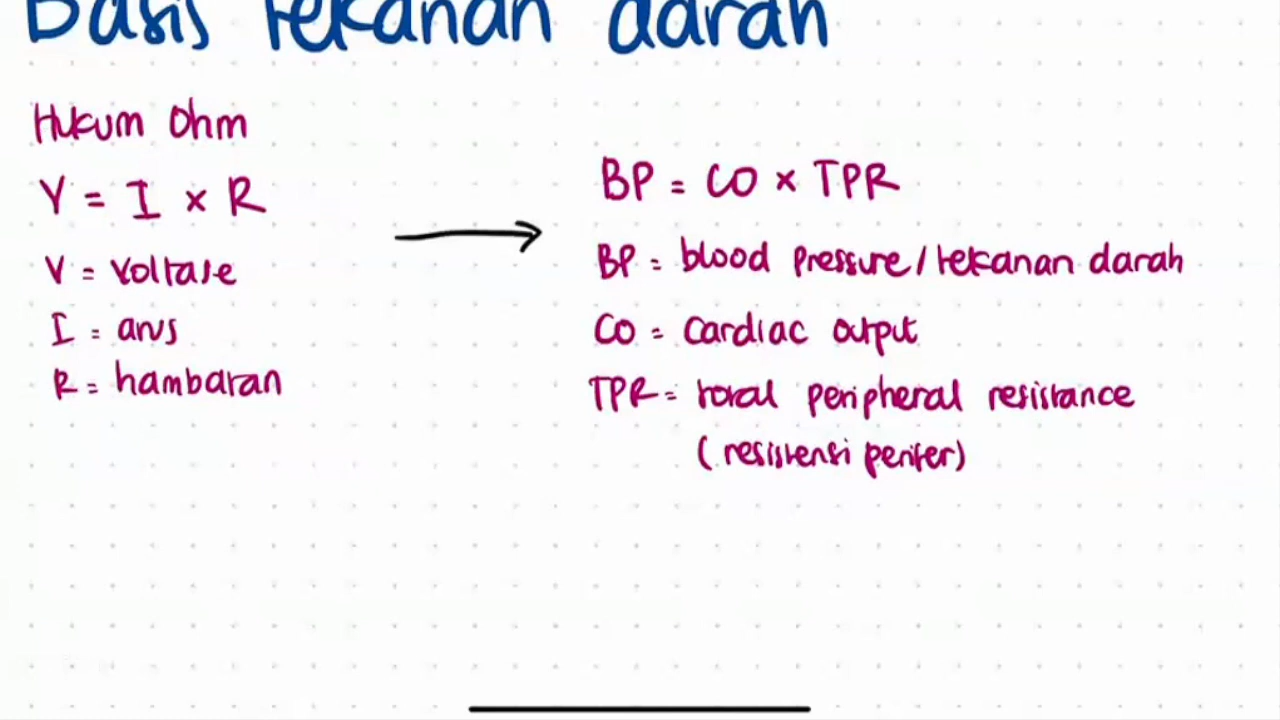 Basis tekanan darah
Hukum Ohm
V = I × R
V = voltase
I = arus
R = hambatan
BP = CO × TPR
BP = blood pressure/tekanan darah
CO = cardiac output
TPR = total peripheral resistance
(resistensi perifer)